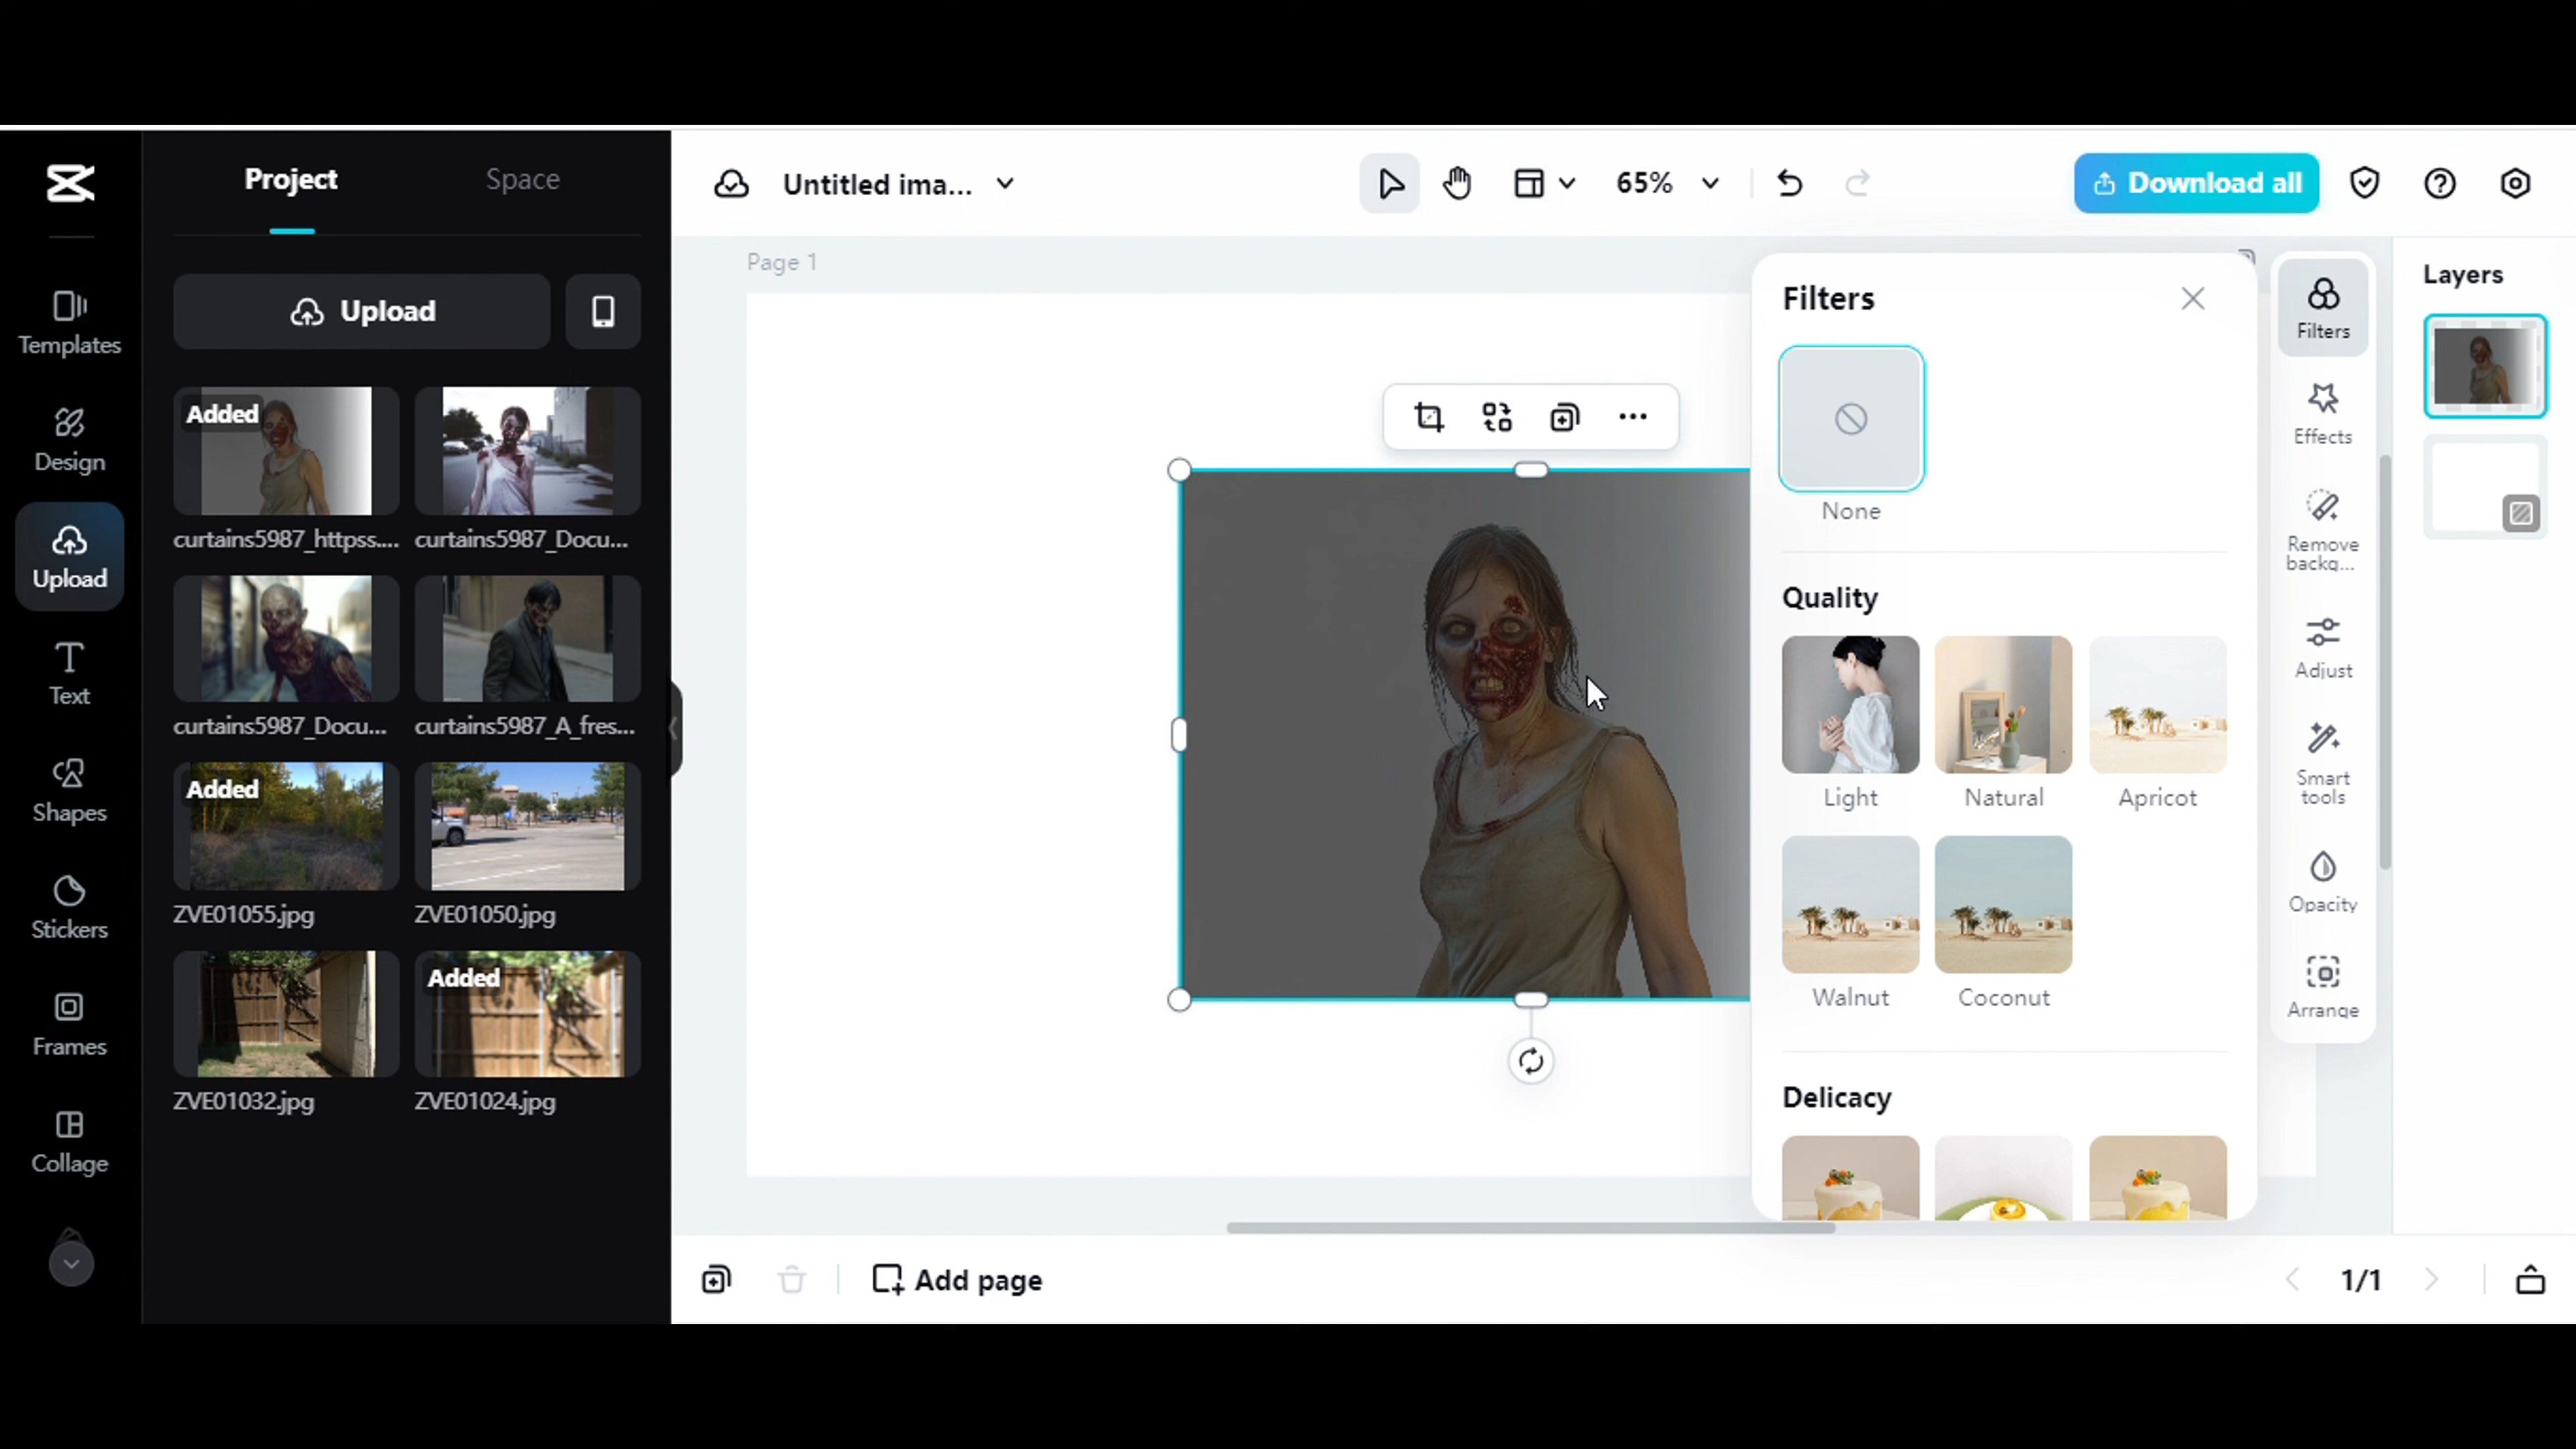 Project
Space
Untitled ima...
65%
Download all
Templates
Design
Upload
Text
Shapes
Stickers
Frames
Collage
Upload
Added
curtains5987_httpss....
curtains5987_Docu...
curtains5987_Docu...
curtains5987_A_fres...
Added
ZVE01055.jpg
ZVE01050.jpg
Added
ZVE01032.jpg
ZVE01024.jpg
Page 1
Filters
None
Quality
Light
Natural
Apricot
Walnut
Coconut
Delicacy
Filters
Effects
Remove
backg...
Adjust
Smart
tools
Opacity
Arrange
Layers
Add page
1/1